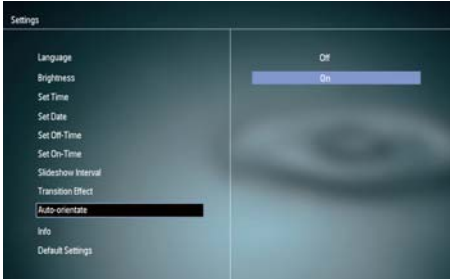 Settings
Language
Off
Brightness
On
Set Time
Set Date
Set Off-Time
Set On-Time
Slideshow Interval
Transition Effect
Auto-orientate
Info
Default Settings